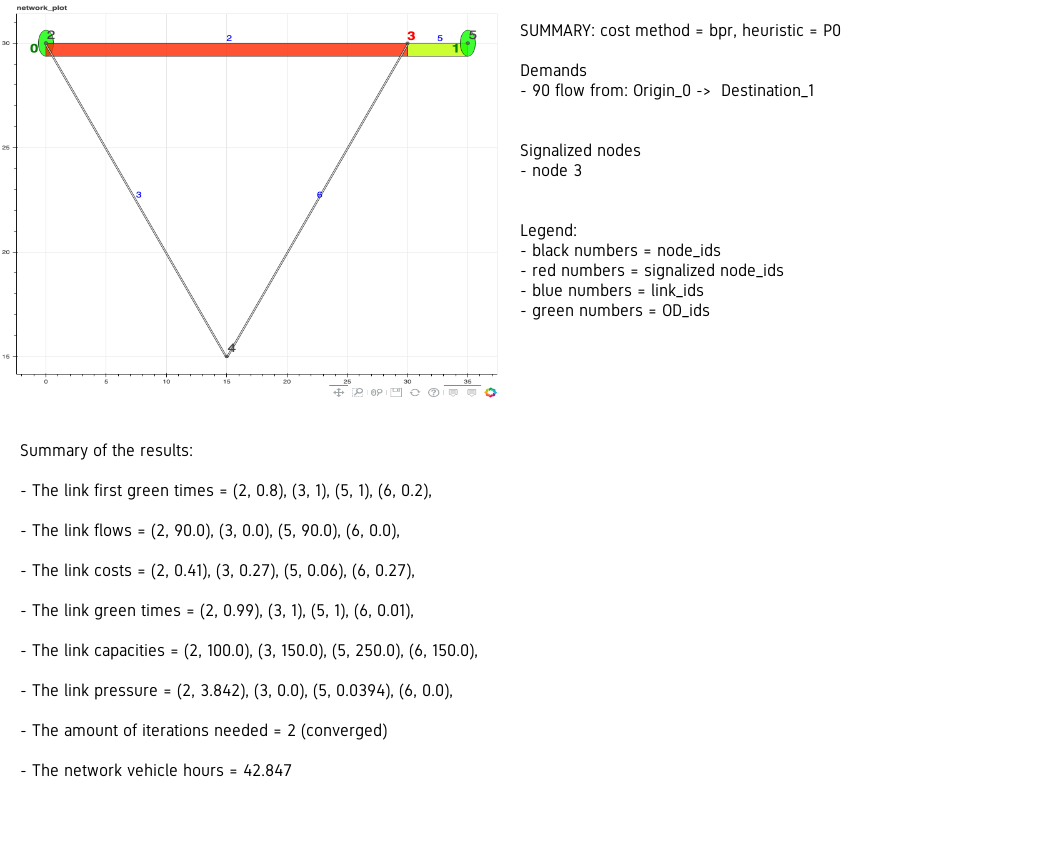 network_plot
30
25
20
15
0
5
10
15
20
25
30
35
0
2
2
3
5
1
5
3
6
4
SUMMARY: cost method = bpr, heuristic = P0
Demands
- 90 flow from: Origin_0 -> Destination_1
Signalized nodes
- node 3
Legend:
- black numbers = node_ids
- red numbers = signalized node_ids
- blue numbers = link_ids
- green numbers = OD_ids
Summary of the results:
- The link first green times = (2, 0.8), (3, 1), (5, 1), (6, 0.2),
- The link flows = (2, 90.0), (3, 0.0), (5, 90.0), (6, 0.0),
- The link costs = (2, 0.41), (3, 0.27), (5, 0.06), (6, 0.27),
- The link green times = (2, 0.99), (3, 1), (5, 1), (6, 0.01),
- The link capacities = (2, 100.0), (3, 150.0), (5, 250.0), (6, 150.0),
- The link pressure = (2, 3.842), (3, 0.0), (5, 0.0394), (6, 0.0),
- The amount of iterations needed = 2 (converged)
- The network vehicle hours = 42.847